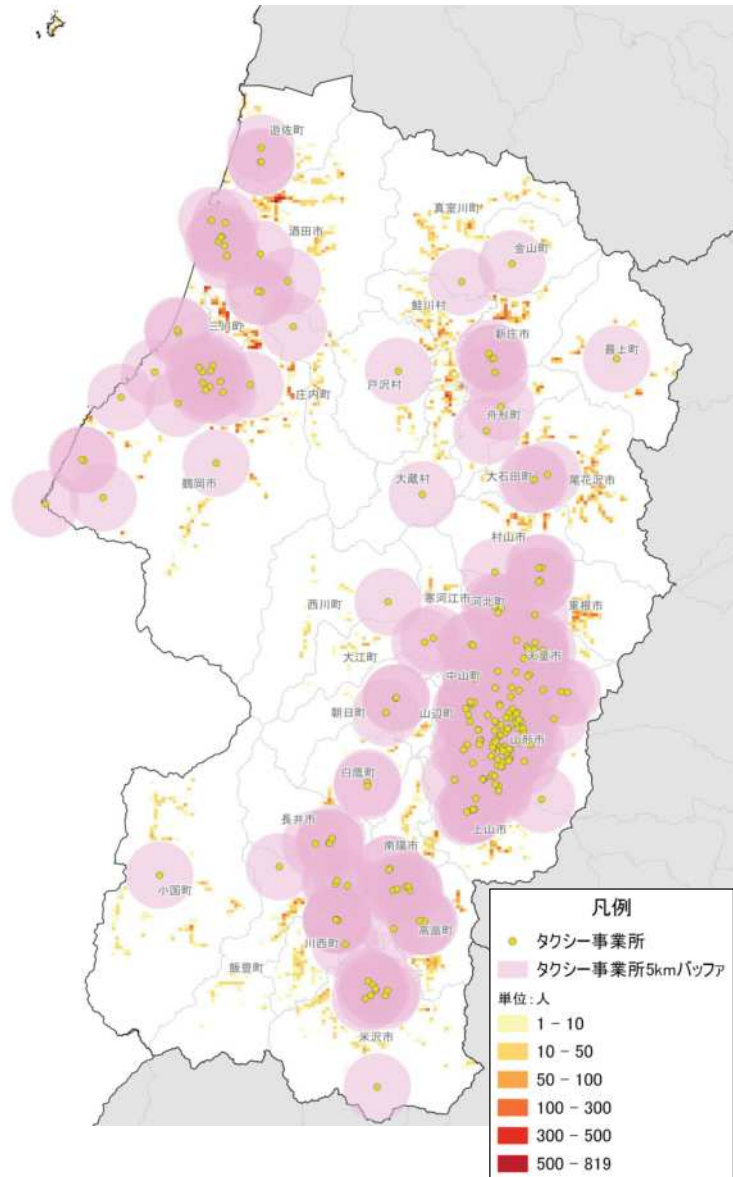 遊佐町
酒田市
真室川町
金山町
鮭川村
三川町
新庄市
最上町
戸沢村
庄内町
舟形町
大蔵村
大石田町
尾花沢市
鶴岡市
村山市
西川町
寒河江市
河北町
東根市
大江町
天童市
中山町
朝日町
山辺町
山形市
白鷹町
長井市
上山市
南陽市
小国町
川西町
高畠町
飯豊町
米沢市
凡例
タクシー事業所
タクシー事業所5kmバッファ
単位:人
1 - 10
10 - 50
50 - 100
100 - 300
300 - 500
500 - 819